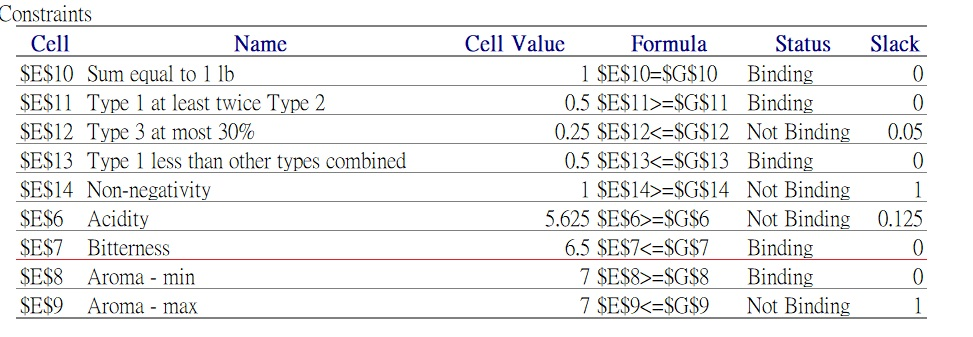 Constraints
Cell Name Cell Value Formula Status Slack
$E$10 Sum equal to 1 lb 1 $E$10=$G$10 Binding 0
$E$11 Type 1 at least twice Type 2 0.5 $E$11>=$G$11 Binding 0
$E$12 Type 3 at most 30% 0.25 $E$12<=$G$12 Not Binding 0.05
$E$13 Type 1 less than other types combined 0.5 $E$13<=$G$13 Binding 0
$E$14 Non-negativity 1 $E$14>=$G$14 Not Binding 1
$E$6 Acidity 5.625 $E$6>=$G$6 Not Binding 0.125
$E$7 Bitterness 6.5 $E$7<=$G$7 Binding 0
$E$8 Aroma - min 7 $E$8>=$G$8 Binding 0
$E$9 Aroma - max 7 $E$9<=$G$9 Not Binding 1